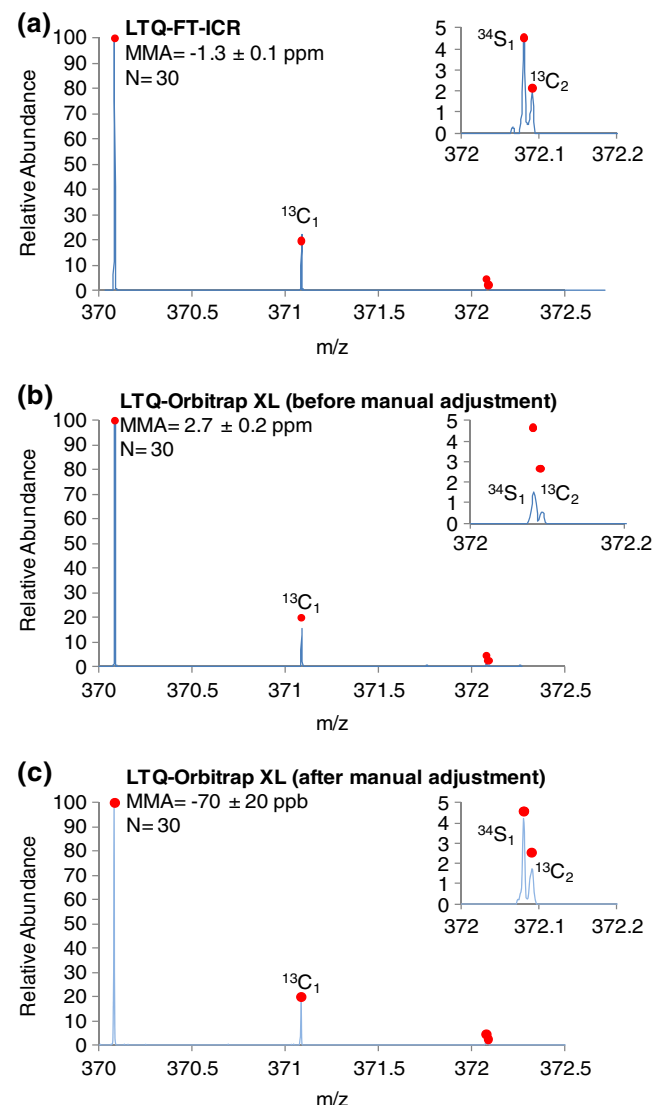 (a)
LTQ-FT-ICR
MMA= -1.3 ± 0.1 ppm
N= 30
Relative Abundance
100
90
80
70
60
50
40
30
20
10
0
¹³C₁
370
370.5
371
371.5
372
372.5
m/z
5
4
3
2
1
0
³⁴S₁
¹³C₂
372
372.1
372.2
(b)
LTQ-Orbitrap XL (before manual adjustment)
MMA= 2.7 ± 0.2 ppm
N= 30
Relative Abundance
100
90
80
70
60
50
40
30
20
10
0
¹³C₁
370
370.5
371
371.5
372
372.5
m/z
5
4
3
2
1
0
³⁴S₁
¹³C₂
372
372.2
(c)
LTQ-Orbitrap XL (after manual adjustment)
MMA= -70 ± 20 ppb
N= 30
Relative Abundance
100
90
80
70
60
50
40
30
20
10
0
¹³C₁
370
370.5
371
371.5
372
372.5
m/z
5
4
3
2
1
0
³⁴S₁
¹³C₂
372
372.1
372.2